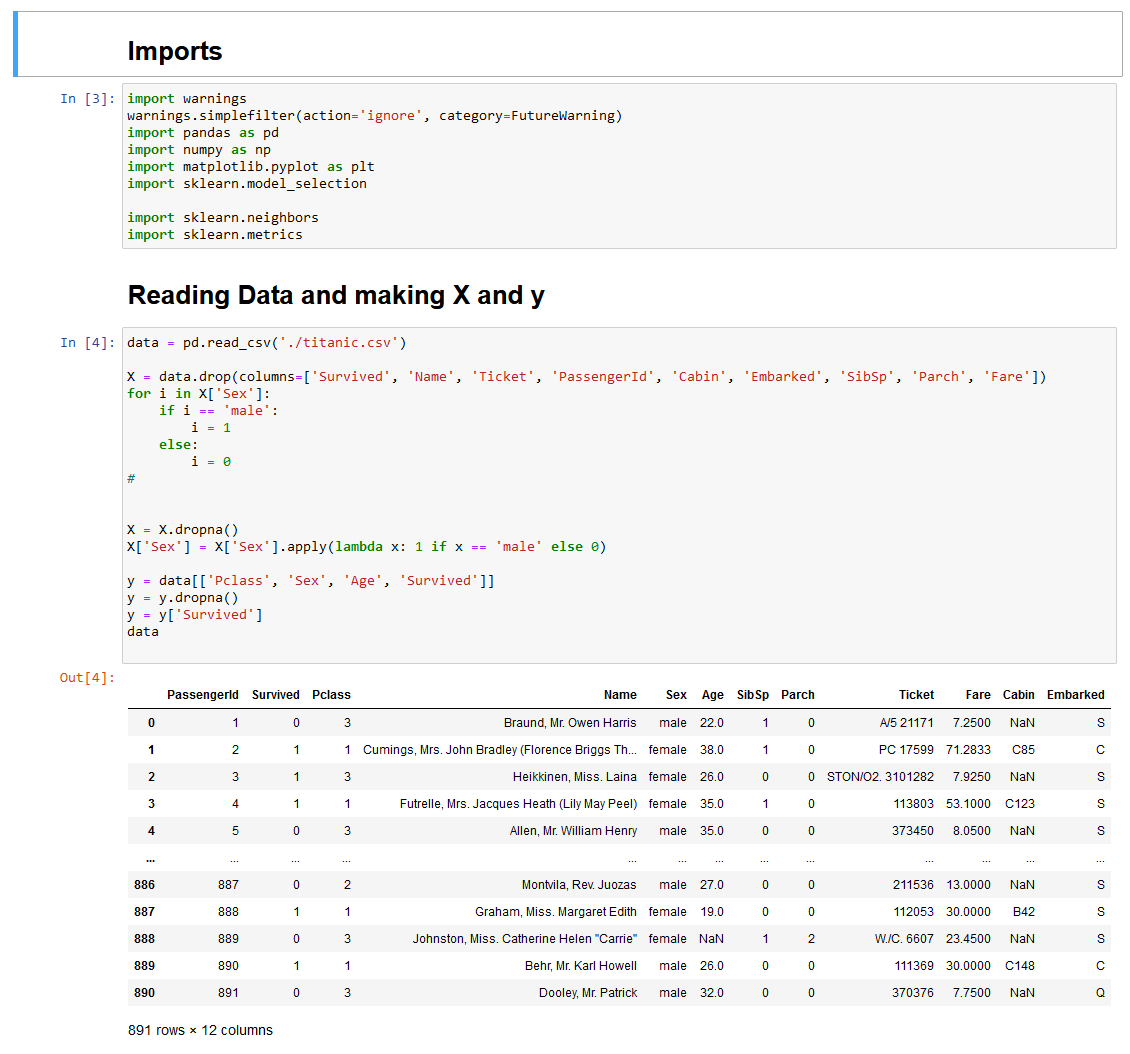 Imports
In [3]: import warnings
warnings.simplefilter(action='ignore', category=FutureWarning)
import pandas as pd
import numpy as np
import matplotlib.pyplot as plt
import sklearn.model_selection
import sklearn.neighbors
import sklearn.metrics
Reading Data and making X and y
In [4]: data = pd.read_csv('./titanic.csv')
X = data.drop(columns=['Survived', 'Name', 'Ticket', 'PassengerId', 'Cabin', 'Embarked', 'SibSp', 'Parch', 'Fare'])
for i in X['Sex']:
    if i == 'male':
        i = 1
    else:
        i = 0
#
X = X.dropna()
X['Sex'] = X['Sex'].apply(lambda x: 1 if x == 'male' else 0)
y = data[['Pclass', 'Sex', 'Age', 'Survived']]
y = y.dropna()
y = y['Survived']
data
Out[4]:
PassengerId Survived Pclass Name Sex Age SibSp Parch Ticket Fare Cabin Embarked
0 1 0 3 Braund, Mr. Owen Harris male 22.0 1 0 A/5 21171 7.2500 NaN S
1 2 1 1 Cumings, Mrs. John Bradley (Florence Briggs Th... female 38.0 1 0 PC 17599 71.2833 C85 C
2 3 1 3 Heikkinen, Miss. Laina female 26.0 0 0 STON/O2. 3101282 7.9250 NaN S
3 4 1 1 Futrelle, Mrs. Jacques Heath (Lily May Peel) female 35.0 1 0 113803 53.1000 C123 S
4 5 0 3 Allen, Mr. William Henry male 35.0 0 0 373450 8.0500 NaN S
... ... ... ... ... ... ... ... ... ... ... ... ...
886 887 0 2 Montvila, Rev. Juozas male 27.0 0 0 211536 13.0000 NaN S
887 888 1 1 Graham, Miss. Margaret Edith female 19.0 0 0 112053 30.0000 B42 S
888 889 0 3 Johnston, Miss. Catherine Helen "Carrie" female NaN 1 2 W./C. 6607 23.4500 NaN S
889 890 1 1 Behr, Mr. Karl Howell male 26.0 0 0 111369 30.0000 C148 C
890 891 0 3 Dooley, Mr. Patrick male 32.0 0 0 370376 7.7500 NaN Q
891 rows × 12 columns